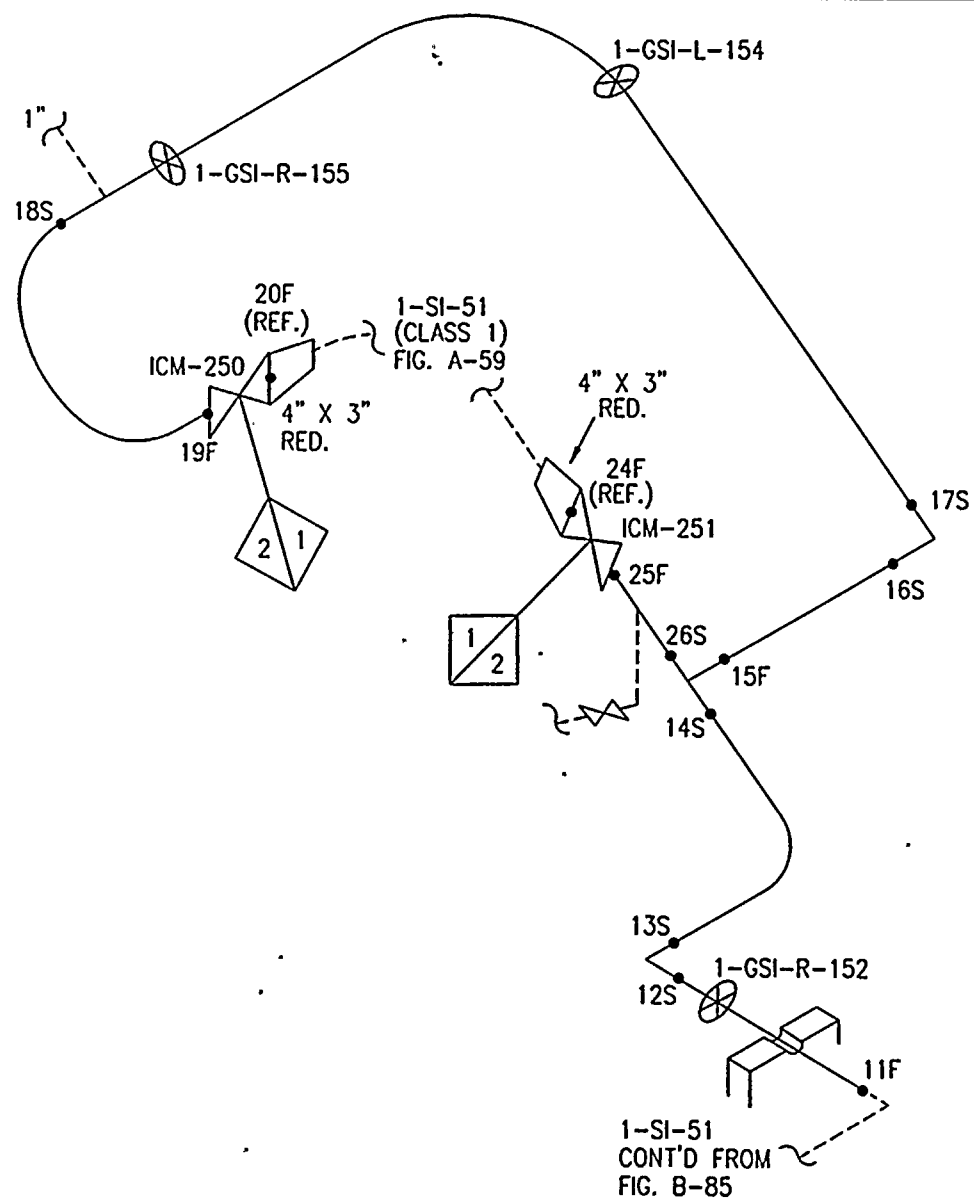 1-GSI-L-154
1"
1-GSI-R-155
18S
20F
(REF.)
1-SI-51
(CLASS 1)
FIG. A-59
ICM-250
4" X 3"
RED.
19F
4" X 3"
RED.
24F
(REF.)
ICM-251
2 1
25F
17S
16S
1
2
26S
15F
14S
13S
1-GSI-R-152
12S
11F
1-SI-51
CONT'D FROM
FIG. B-85